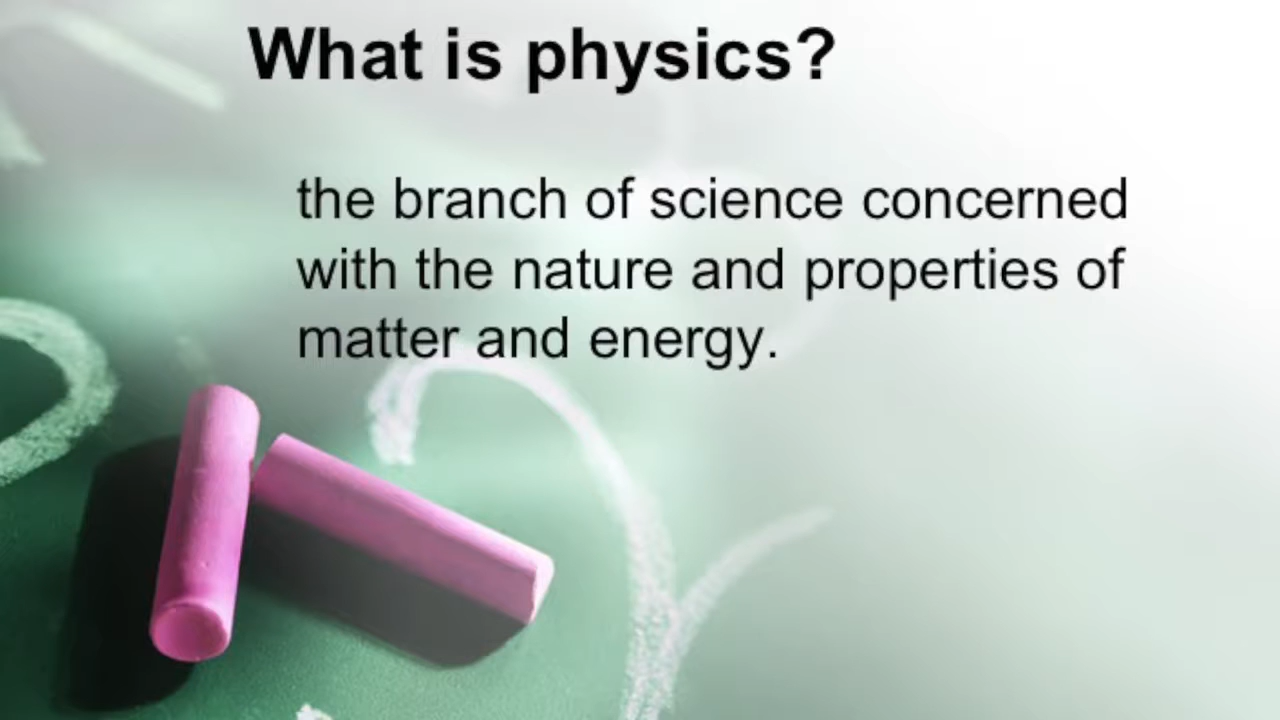 What is physics?
the branch of science concerned
with the nature and properties of
matter and energy.